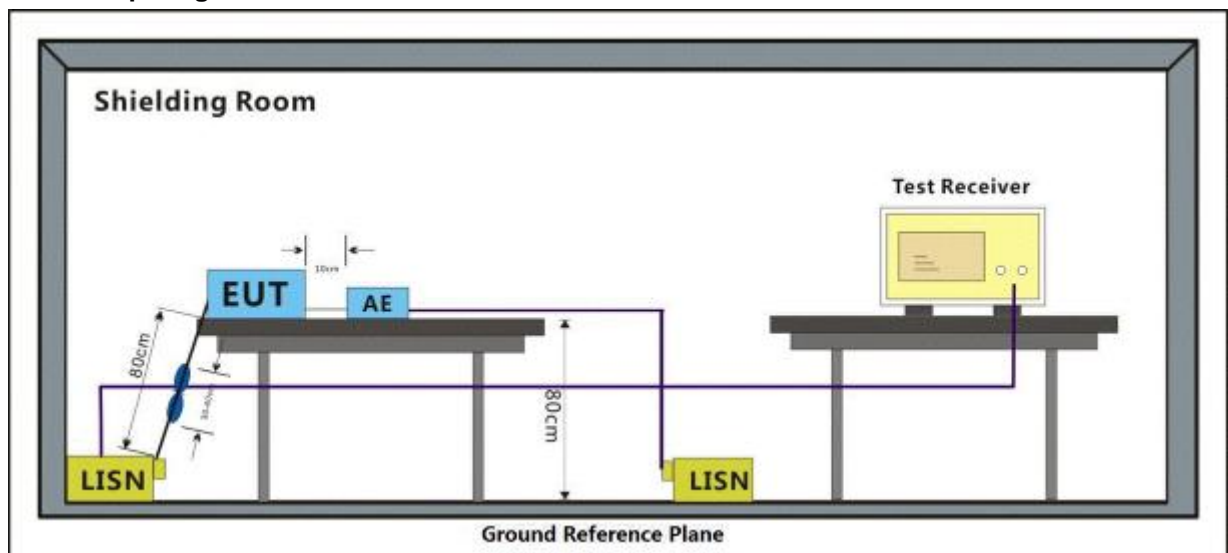 Shielding Room
Test Receiver
10cm
EUT
AE
80cm
80cm
LISN
LISN
Ground Reference Plane